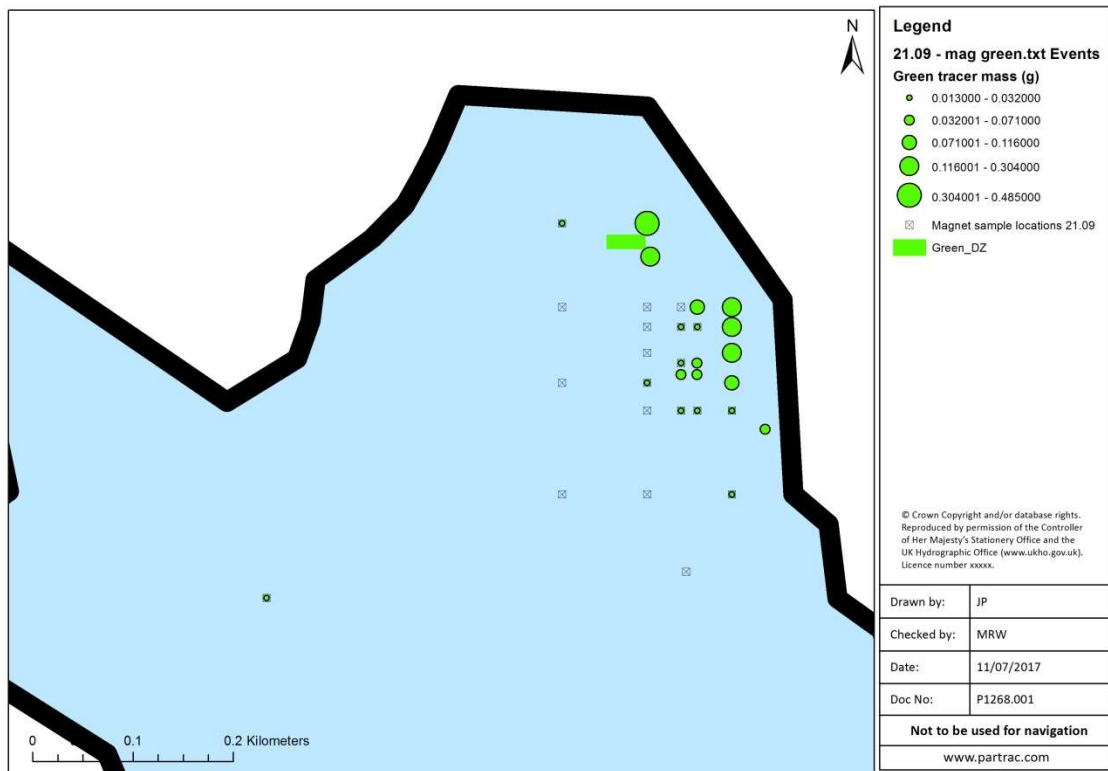 N
0
0.1
0.2 Kilometers
Legend
21.09 - mag green.txt Events
Green tracer mass (g)
0.013000 - 0.032000
0.032001 - 0.071000
0.071001 - 0.116000
0.116001 - 0.304000
0.304001 - 0.485000
Magnet sample locations 21.09
Green_DZ
© Crown Copyright and/or database rights.
Reproduced by permission of the Controller
of Her Majesty's Stationery Office and the
UK Hydrographic Office (www.ukho.gov.uk).
Licence number xxxxx.
Drawn by: JP
Checked by: MRW
Date: 11/07/2017
Doc No: P1268.001
Not to be used for navigation
www.partrac.com